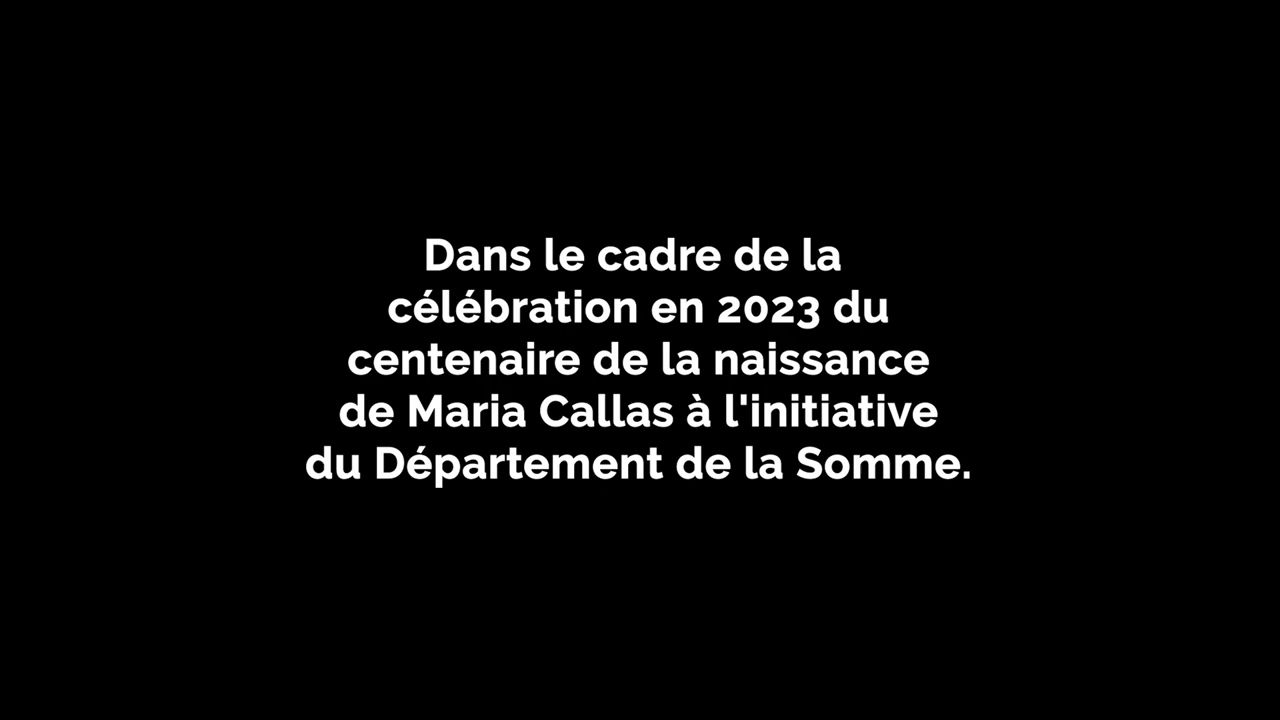 Dans le cadre de la
célébration en 2023 du
centenaire de la naissance
de Maria Callas à l'initiative
du Département de la Somme.